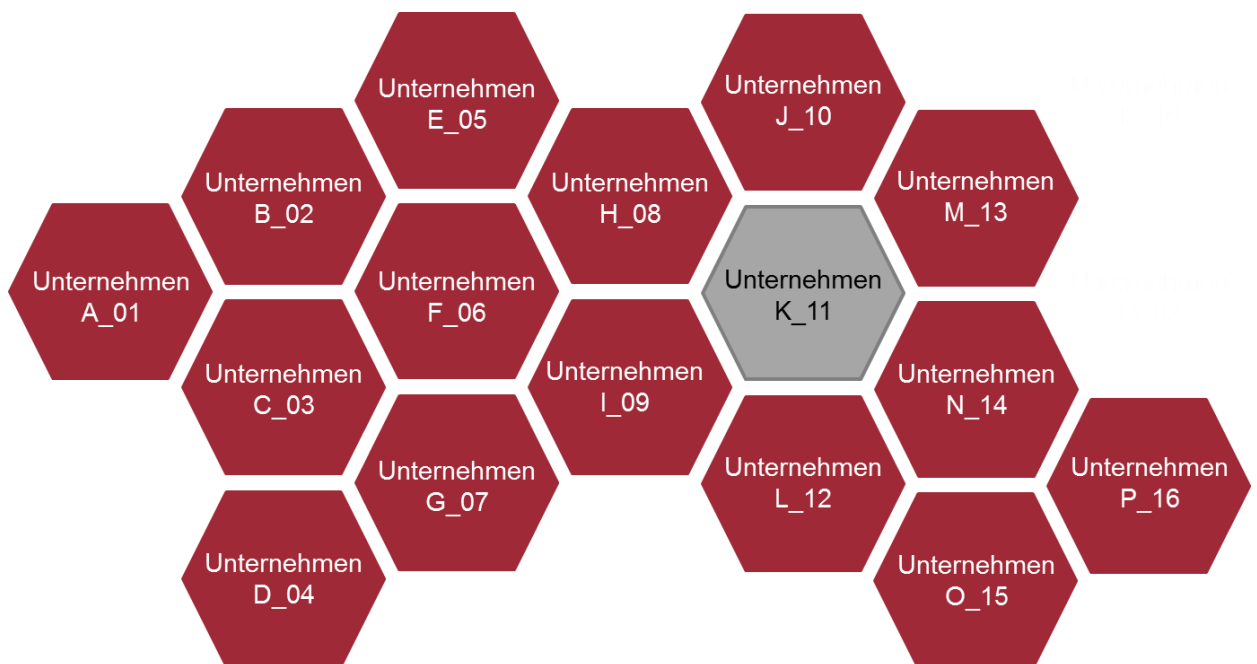 Unternehmen
A_01
Unternehmen
B_02
Unternehmen
C_03
Unternehmen
D_04
Unternehmen
E_05
Unternehmen
F_06
Unternehmen
G_07
Unternehmen
H_08
Unternehmen
I_09
Unternehmen
J_10
Unternehmen
K_11
Unternehmen
L_12
Unternehmen
M_13
Unternehmen
N_14
Unternehmen
O_15
Unternehmen
P_16